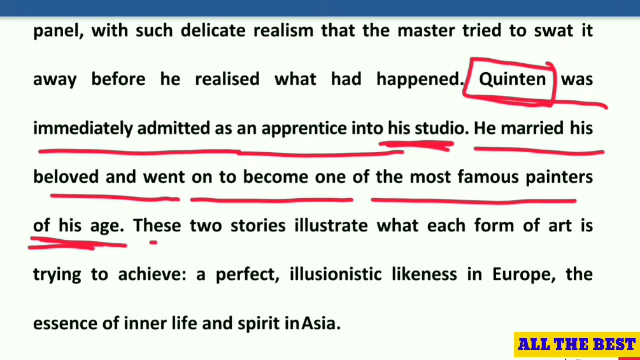 panel, with such delicate realism that the master tried to swat it
away before he realised what had happened. Quinten was
immediately admitted as an apprentice into his studio. He married his
beloved and went on to become one of the most famous painters
of his age. These two stories illustrate what each form of art is
trying to achieve: a perfect, illusionistic likeness in Europe, the
essence of inner life and spirit inAsia.
ALL THE BEST